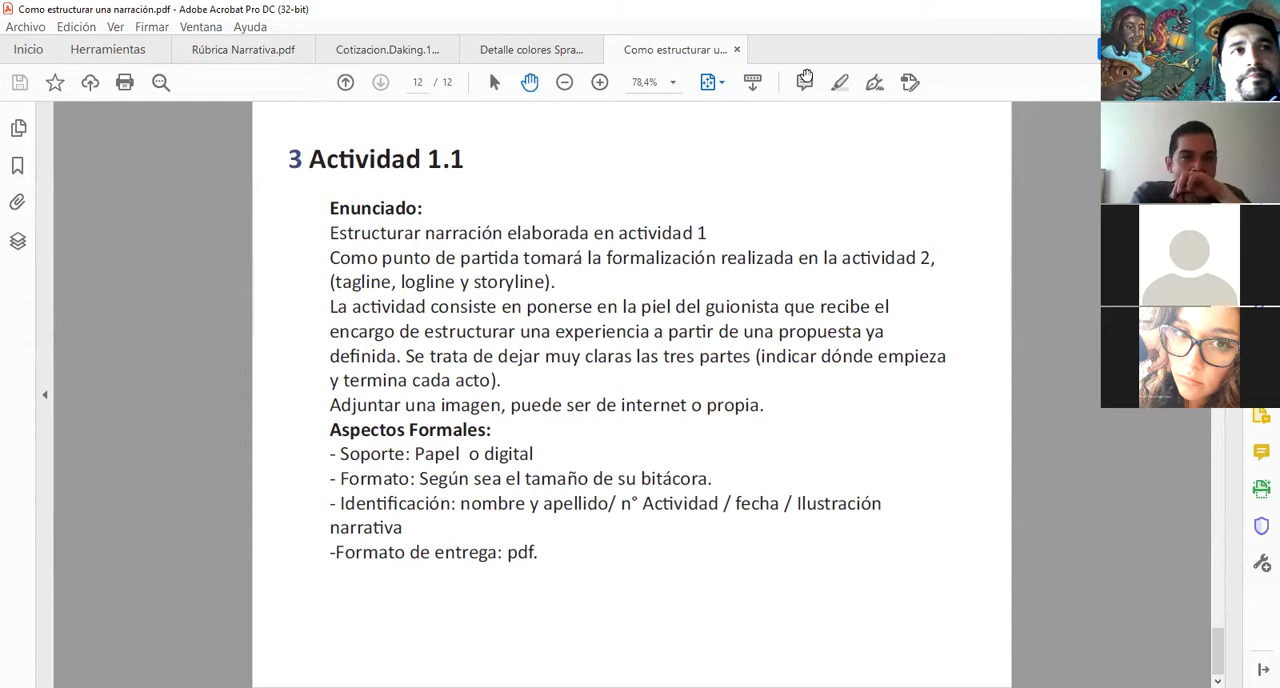 Como estructurar una narración.pdf - Adobe Acrobat Pro DC (32-bit)
Archivo Edición Ver Firmar Ventana Ayuda
Inicio Herramientas Rúbrica Narrativa.pdf Cotizacion.Daking.1... Detalle colores Spra... Como estructurar u... ×
12 / 12 78,4%
3 Actividad 1.1
Enunciado:
Estructurar narración elaborada en actividad 1
Como punto de partida tomará la formalización realizada en la actividad 2,
(tagline, logline y storyline).
La actividad consiste en ponerse en la piel del guionista que recibe el
encargo de estructurar una experiencia a partir de una propuesta ya
definida. Se trata de dejar muy claras las tres partes (indicar dónde empieza
y termina cada acto).
Adjuntar una imagen, puede ser de internet o propia.
Aspectos Formales:
- Soporte: Papel o digital
- Formato: Según sea el tamaño de su bitácora.
- Identificación: nombre y apellido/ n° Actividad / fecha / Ilustración
narrativa
-Formato de entrega: pdf.